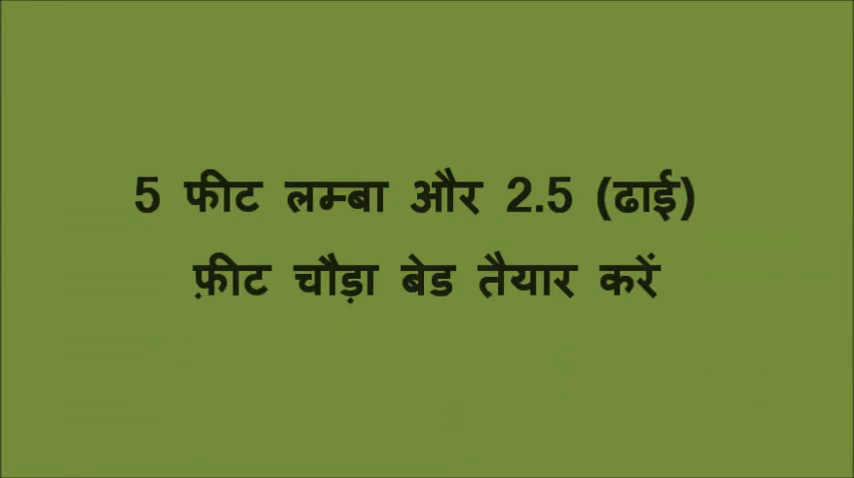 5 फीट लम्बा और 2.5 (ढाई)
फ़ीट चौड़ा बेड तैयार करें